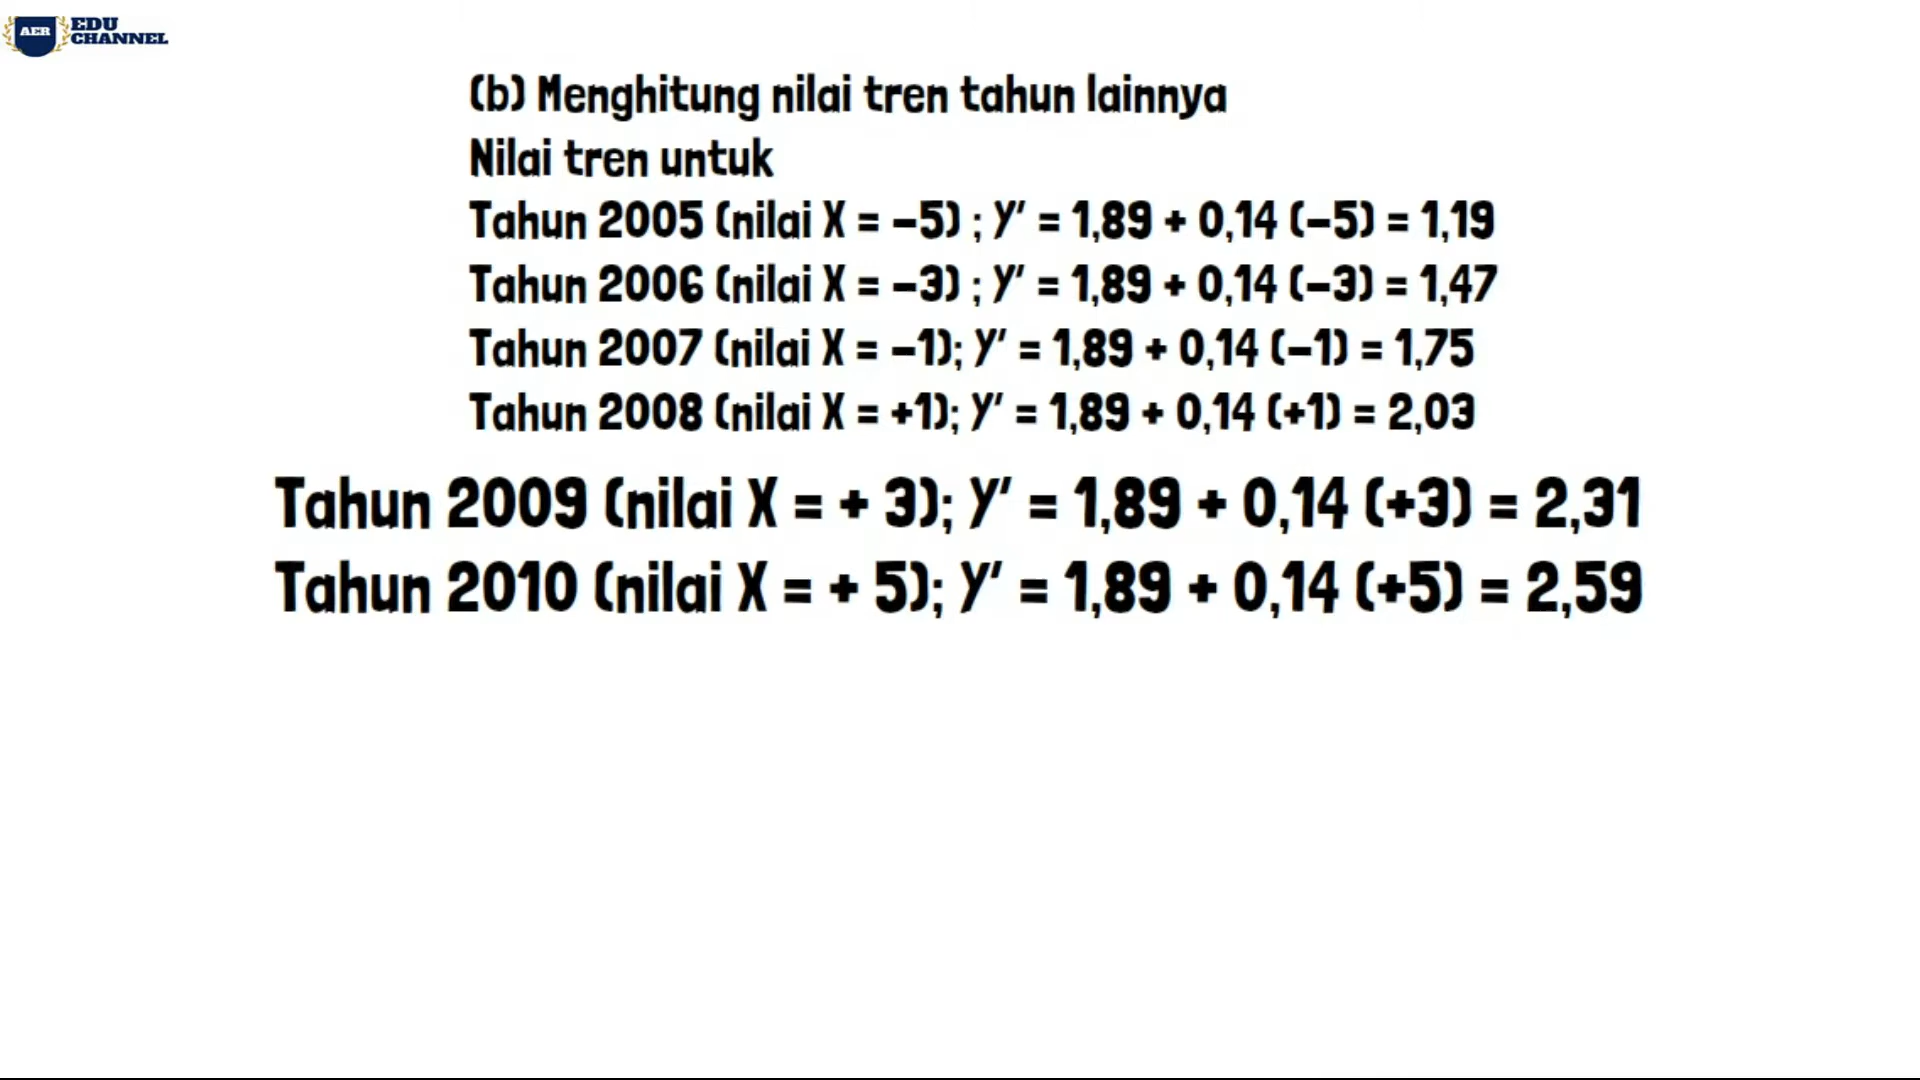 AER
EDU
CHANNEL
(b) Menghitung nilai tren tahun lainnya
Nilai tren untuk
Tahun 2005 (nilai X = –5) ; Y' = 1,89 + 0,14 (–5) = 1,19
Tahun 2006 (nilai X = –3) ; Y' = 1,89 + 0,14 (–3) = 1,47
Tahun 2007 (nilai X = –1); Y' = 1,89 + 0,14 (–1) = 1,75
Tahun 2008 (nilai X = +1); Y' = 1,89 + 0,14 (+1) = 2,03
Tahun 2009 (nilai X = + 3); Y' = 1,89 + 0,14 (+3) = 2,31
Tahun 2010 (nilai X = + 5); Y' = 1,89 + 0,14 (+5) = 2,59